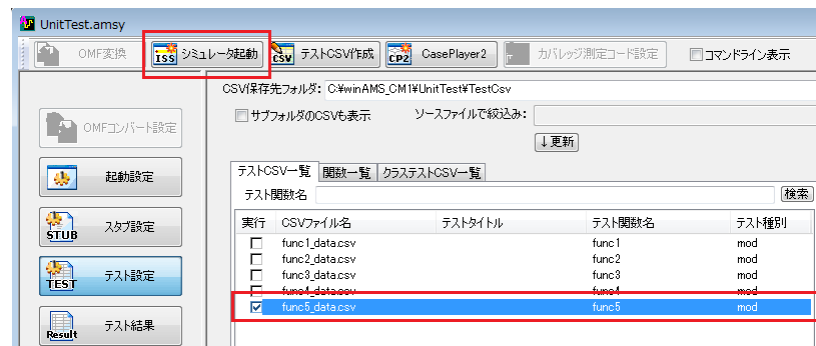 UnitTest.amsy
OMF変換 ISS シミュレータ起動 CSV テストCSV作成 CP2 CasePlayer2 カバレッジ測定コード設定 コマンドライン表示
CSV保存先フォルダ: C:¥winAMS_CM1¥UnitTest¥TestCsv
サブフォルダのCSVも表示 ソースファイルで絞込み:
↓更新
OMFコンバート設定
起動設定
STUB スタブ設定
TEST テスト設定
Result テスト結果
テストCSV一覧 関数一覧 クラステストCSV一覧
テスト関数名 検索
実行 CSVファイル名 テストタイトル テスト関数名 テスト種別
func1_data.csv func1 mod
func2_data.csv func2 mod
func3_data.csv func3 mod
func4_data.csv func4 mod
func5_data.csv func5 mod